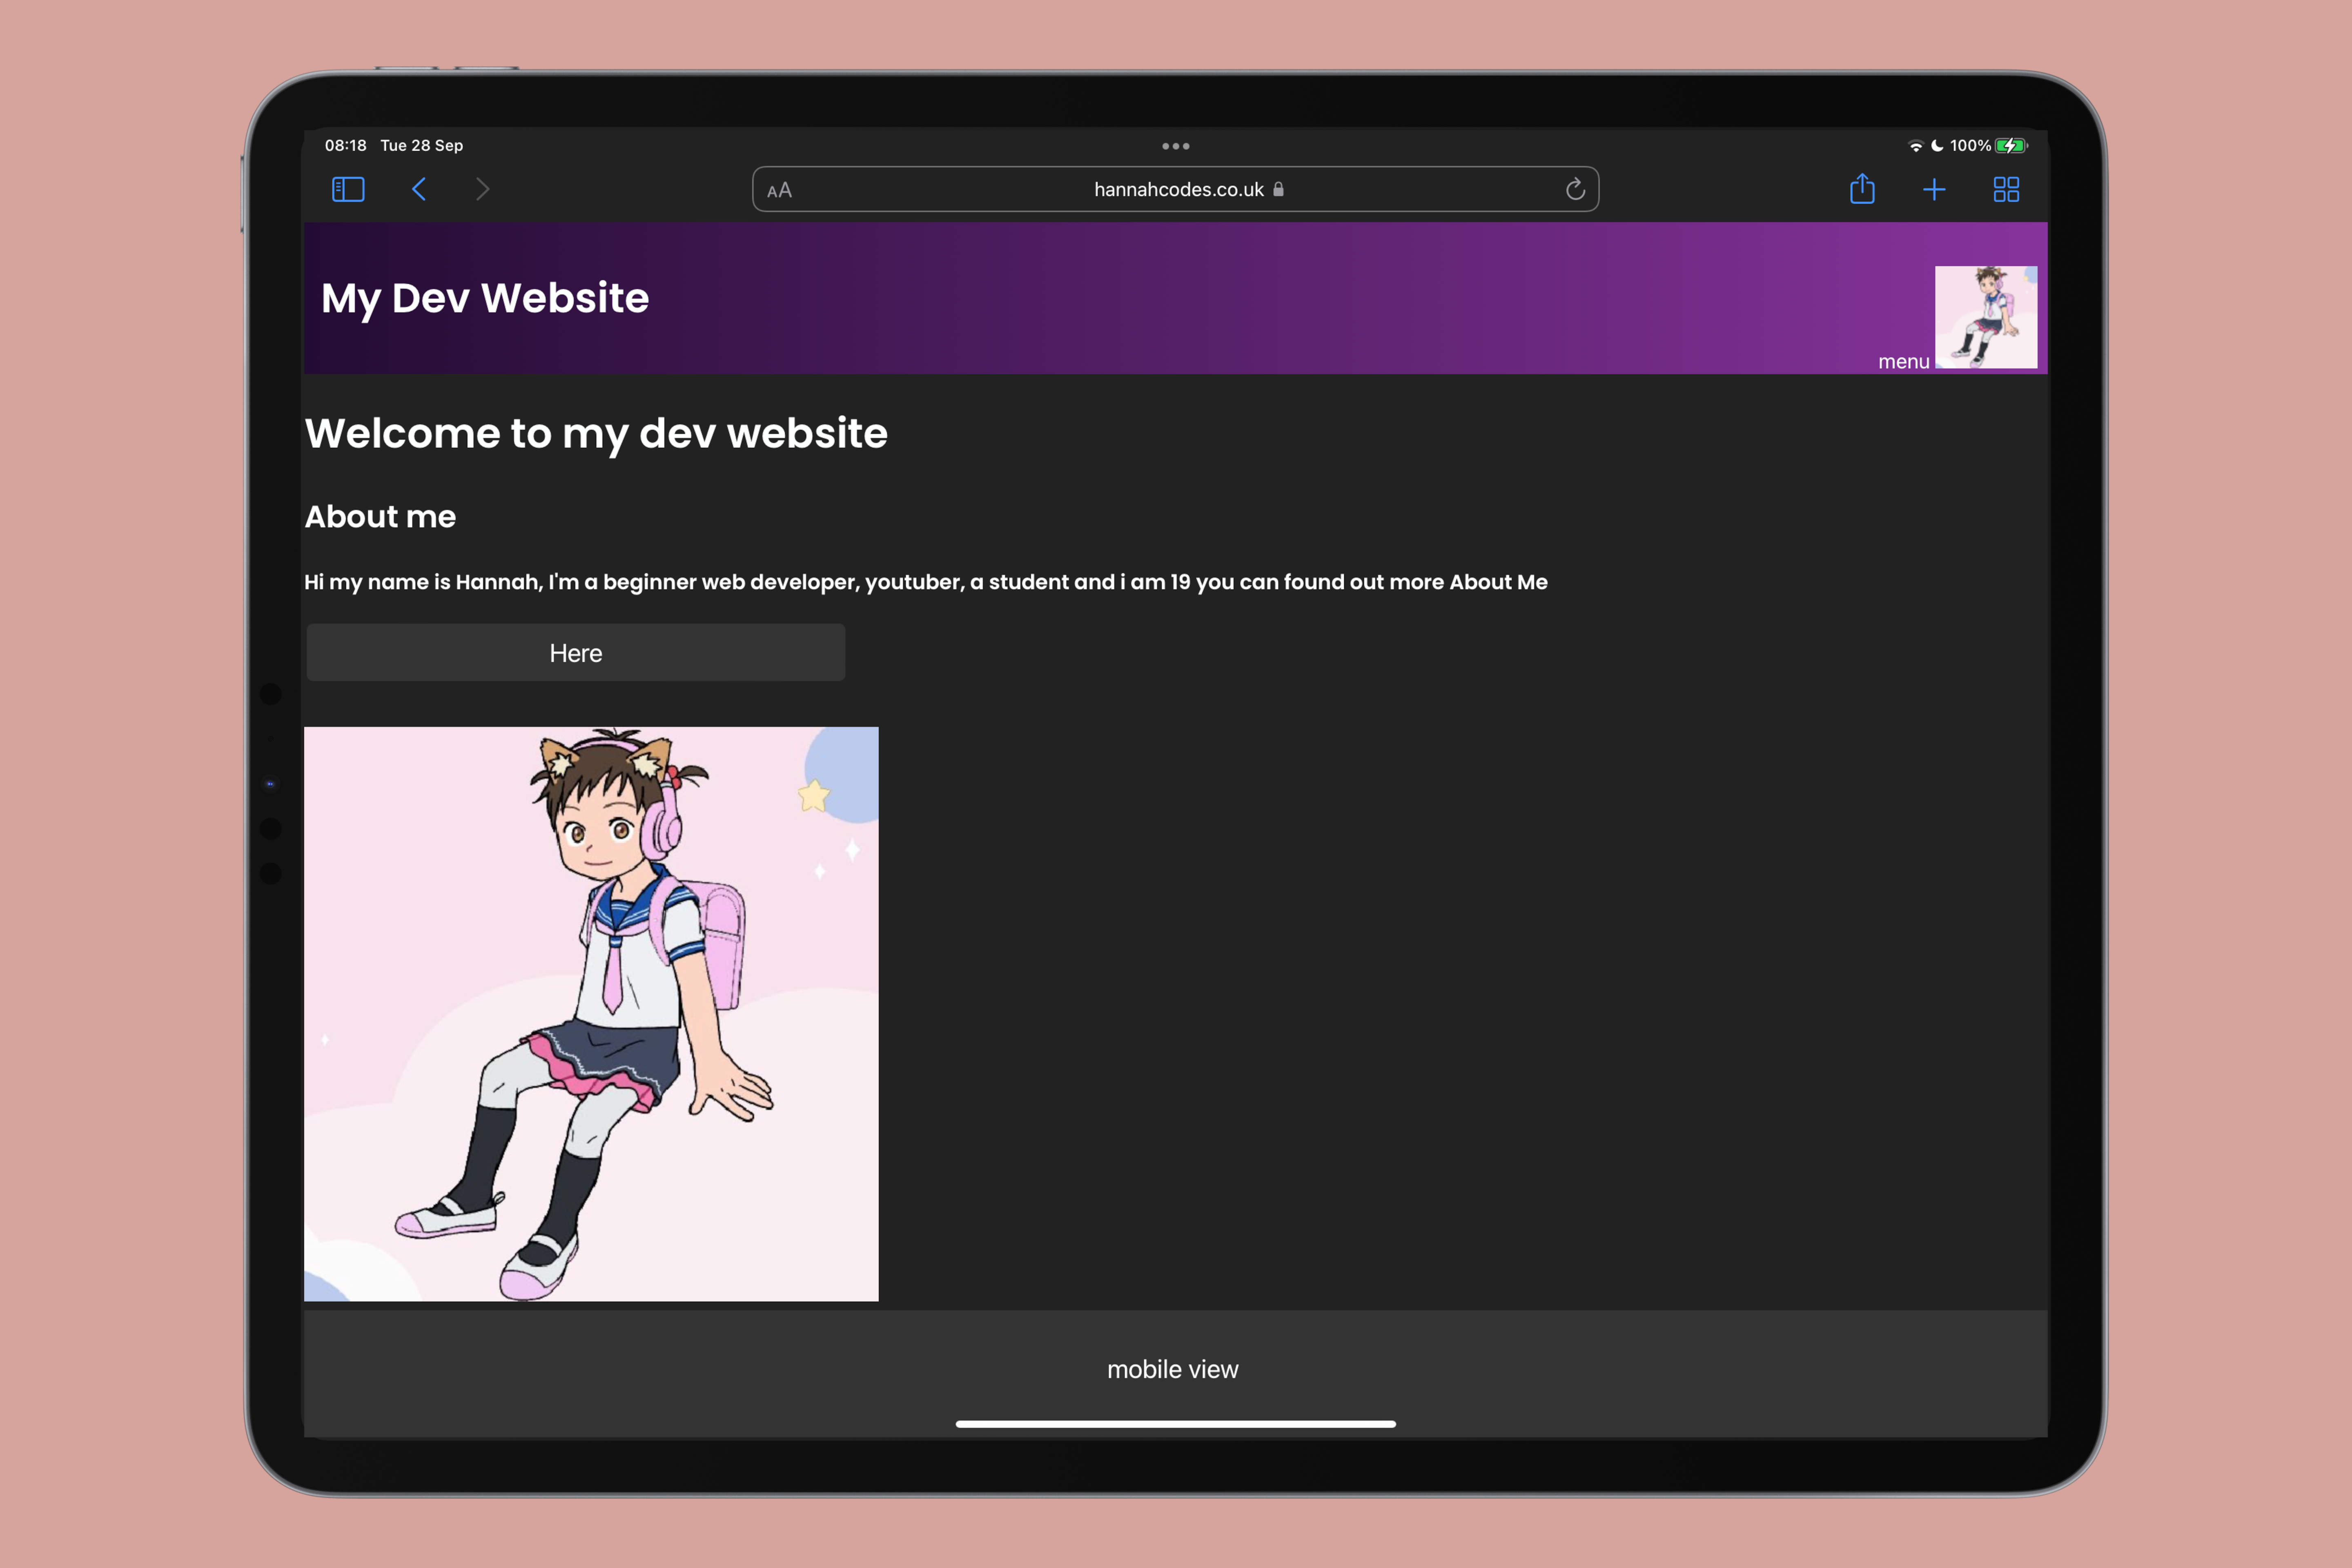 08:18 Tue 28 Sep
100%
AA hannahcodes.co.uk
My Dev Website
menu
Welcome to my dev website
About me
Hi my name is Hannah, I'm a beginner web developer, youtuber, a student and i am 19 you can found out more About Me
Here
mobile view